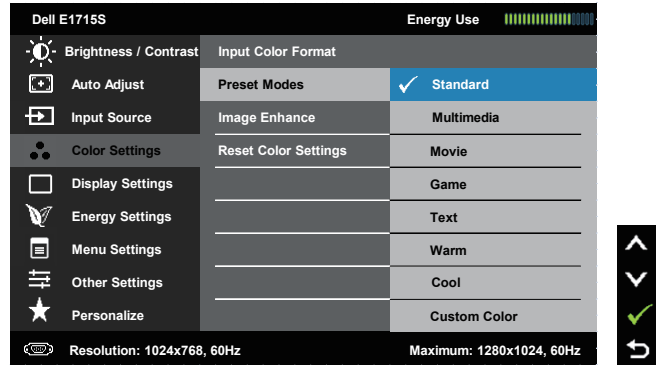 Dell E1715S Energy Use
Brightness / Contrast Input Color Format
Auto Adjust Preset Modes Standard
Input Source Image Enhance Multimedia
Color Settings Reset Color Settings Movie
Display Settings Game
Energy Settings Text
Menu Settings Warm
Other Settings Cool
Personalize Custom Color
Resolution: 1024x768, 60Hz Maximum: 1280x1024, 60Hz